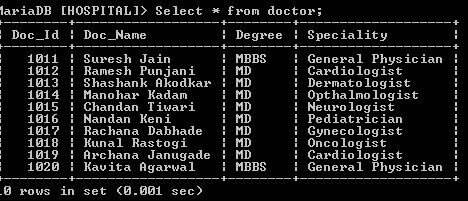 MariaDB [HOSPITAL]> Select * from doctor;
Doc_Id | Doc_Name | Degree | Speciality |
1011 | Suresh Jain | MBBS | General Physician |
1012 | Ramesh Punjani | MD | Cardiologist |
1013 | Shashank Akodkar | MD | Dermatologist |
1014 | Manohar Kadam | MD | Opthalmologist |
1015 | Chandan Tiwari | MD | Neurologist |
1016 | Nandan Keni | MD | Pediatrician |
1017 | Rachana Dabhade | MD | Gynecologist |
1018 | Kunal Rastogi | MD | Oncologist |
1019 | Archana Janugade | MD | Cardiologist |
1020 | Kavita Agarwal | MBBS | General Physician |
10 rows in set (0.001 sec)